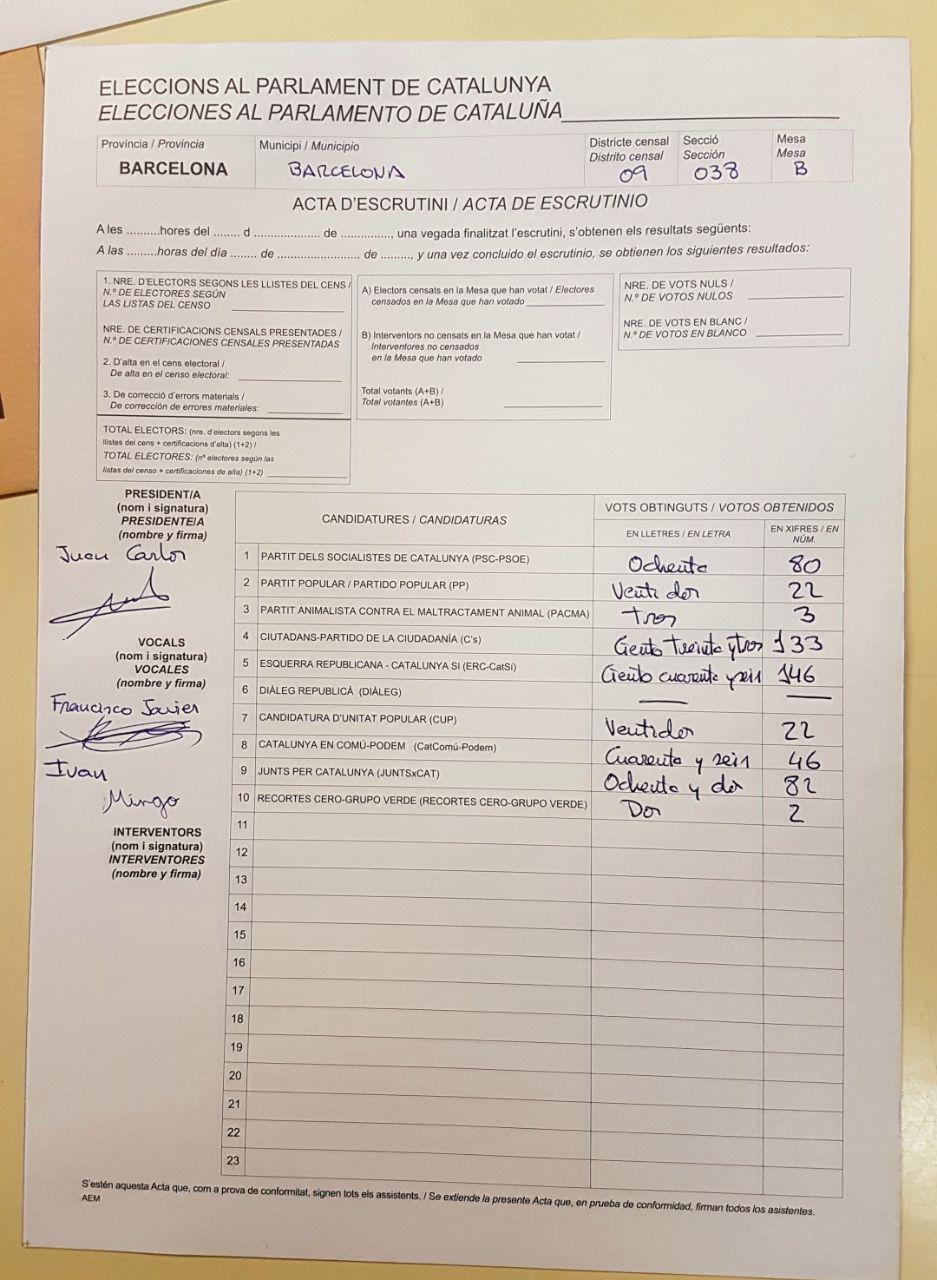 ELECCIONS AL PARLAMENT DE CATALUNYA
ELECCIONES AL PARLAMENTO DE CATALUÑA
Província / Provincia
BARCELONA
Municipi / Municipio
BARCELONA
Districte censal
Distrito censal
09
Secció
Sección
038
Mesa
Mesa
B
ACTA D'ESCRUTINI / ACTA DE ESCRUTINIO
A les ..........hores del ........ d .................... de ..............., una vegada finalitzat l'escrutini, s'obtenen els resultats següents:
A las .........horas del día ........ de ......................... de ........., y una vez concluido el escrutinio, se obtienen los siguientes resultados:
1. NRE. D'ELECTORS SEGONS LES LLISTES DEL CENS /
N.º DE ELECTORES SEGÚN
LAS LISTAS DEL CENSO
NRE. DE CERTIFICACIONS CENSALS PRESENTADES /
N.º DE CERTIFICACIONES CENSALES PRESENTADAS
2. D'alta en el cens electoral /
De alta en el censo electoral:
3. De correcció d'errors materials /
De corrección de errores materiales:
TOTAL ELECTORS: (nre. d'electors segons les
llistes del cens + certificacions d'alta) (1+2) /
TOTAL ELECTORES: (nº electores según las
listas del censo + certificaciones de alta) (1+2)
A) Electors censats en la Mesa que han votat / Electores
censados en la Mesa que han votado
B) Interventors no censats en la Mesa que han votat /
Interventores no censados
en la Mesa que han votado
Total votants (A+B) /
Total votantes (A+B)
NRE. DE VOTS NULS /
N.º DE VOTOS NULOS
NRE. DE VOTS EN BLANC /
N.º DE VOTOS EN BLANCO
PRESIDENT/A
(nom i signatura)
PRESIDENTE/A
(nombre y firma)
Juan Carlos
VOCALS
(nom i signatura)
VOCALES
(nombre y firma)
Francisco Javier
Ivan
Mingo
INTERVENTORS
(nom i signatura)
INTERVENTORES
(nombre y firma)
CANDIDATURES / CANDIDATURAS
VOTS OBTINGUTS / VOTOS OBTENIDOS
EN LLETRES / EN LETRA
EN XIFRES / EN
NÚM.
1 PARTIT DELS SOCIALISTES DE CATALUNYA (PSC-PSOE) Ochenta 80
2 PARTIT POPULAR / PARTIDO POPULAR (PP) Venti dos 22
3 PARTIT ANIMALISTA CONTRA EL MALTRACTAMENT ANIMAL (PACMA) Tres 3
4 CIUTADANS-PARTIDO DE LA CIUDADANÍA (C's) Ciento treinta y tres 133
5 ESQUERRA REPUBLICANA - CATALUNYA SI (ERC-CatSí) Ciento cuarenta y seis 146
6 DIÀLEG REPUBLICÀ (DIÀLEG) — —
7 CANDIDATURA D'UNITAT POPULAR (CUP) Ventidos 22
8 CATALUNYA EN COMÚ-PODEM (CatComú-Podem) Cuarenta y seis 46
9 JUNTS PER CATALUNYA (JUNTSxCAT) Ochenta y dos 82
10 RECORTES CERO-GRUPO VERDE (RECORTES CERO-GRUPO VERDE) Dos 2
11
12
13
14
15
16
17
18
19
20
21
22
23
S'estén aquesta Acta que, com a prova de conformitat, signen tots els assistents. / Se extiende la presente Acta que, en prueba de conformidad, firman todos los asistentes.
AEM